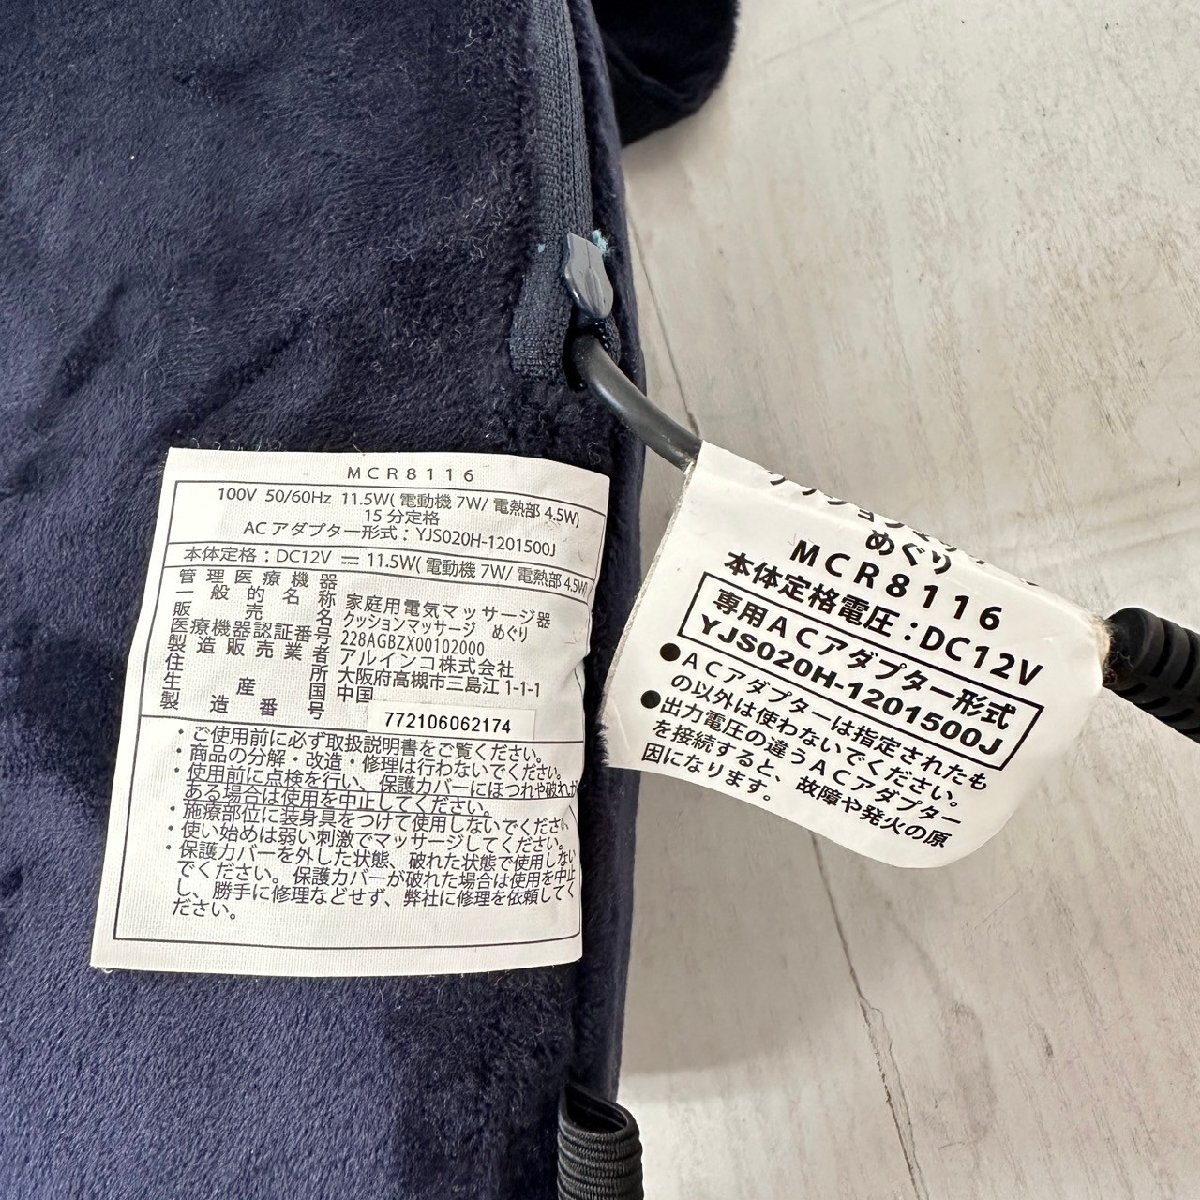 MCR8116
100V 50/60Hz 11.5W(電動機 7W/電熱部 4.5W)
15分定格
ACアダプター形式：YJS020H-1201500J
本体定格：DC12V ⎓ 11.5W(電動機 7W/電熱部 4.5W)
管理医療機器
一般的名称 家庭用電気マッサージ器
販売名 クッションマッサージ めぐり
医療機器認証番号 228AGBZX00102000
製造販売業者 アルインコ株式会社
住所 大阪府高槻市三島江 1-1-1
生産国 中国
製造番号 772106062174
・ご使用前に必ず取扱説明書をご覧ください。
・商品の分解・改造・修理は行わないでください。
・使用前に点検を行い、保護カバーにほつれや破れが
ある場合は使用を中止してください。
・施療部位に装身具をつけて使用しないでください
・使い始めは弱い刺激でマッサージしてください。
・保護カバーを外した状態、破れた状態で使用しない
でください。保護カバーが破れた場合は使用を中止
し、勝手に修理などせず、弊社に修理を依頼してく
ださい。
めぐり
MCR8116
本体定格電圧：DC12V
専用ACアダプター形式
YJS020H-1201500J
●ACアダプターは指定されたも
の以外は使わないでください。
●出力電圧の違うACアダプター
を接続すると、故障や発火の原
因になります。